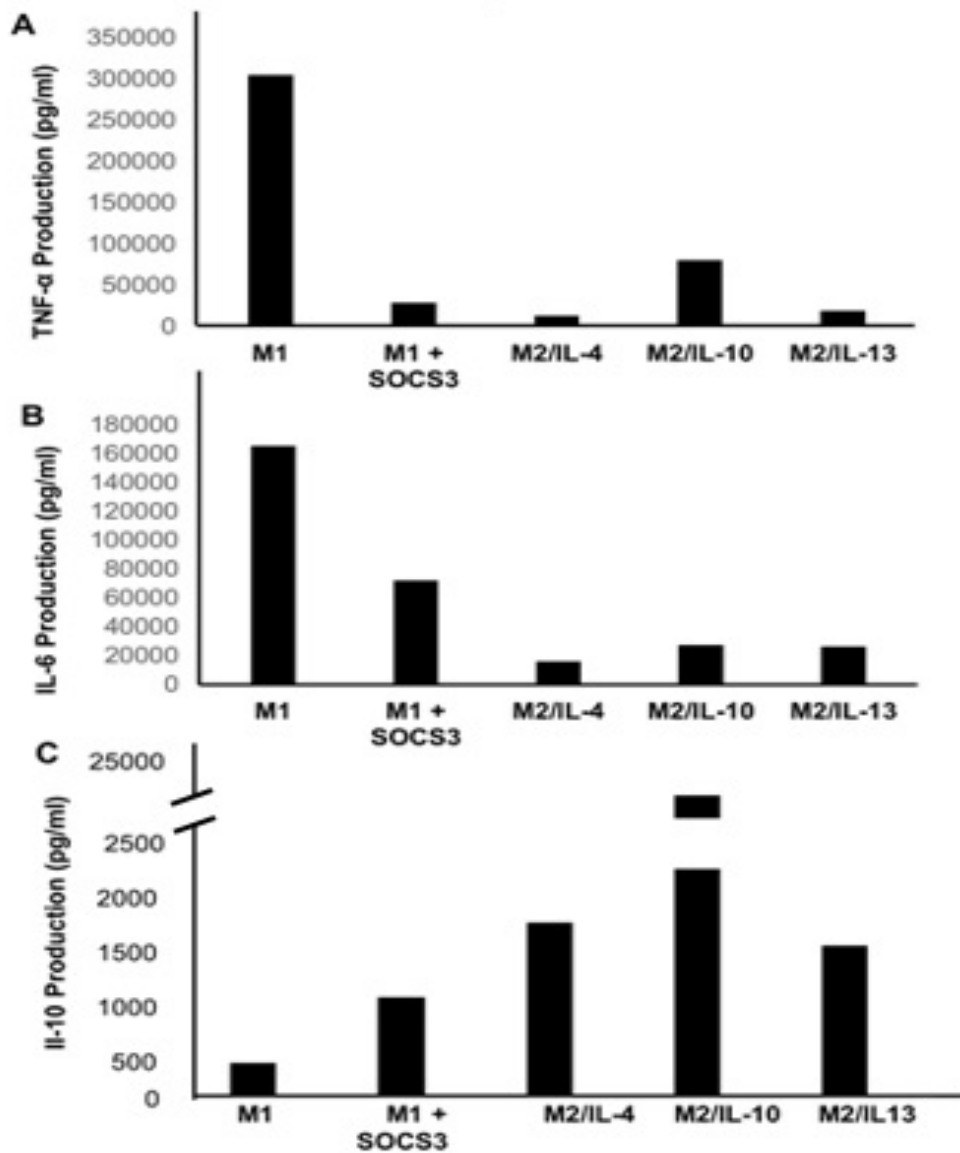 A
TNF-α Production (pg/ml)
350000
300000
250000
200000
150000
100000
50000
0
M1 M1 + M2/IL-4 M2/IL-10 M2/IL-13
SOCS3
B
IL-6 Production (pg/ml)
180000
160000
140000
120000
100000
80000
60000
40000
20000
0
M1 M1 + M2/IL-4 M2/IL-10 M2/IL-13
SOCS3
C
Il-10 Production (pg/ml)
25000
2500
2000
1500
1000
500
0
M1 M1 + M2/IL-4 M2/IL-10 M2/IL13
SOCS3